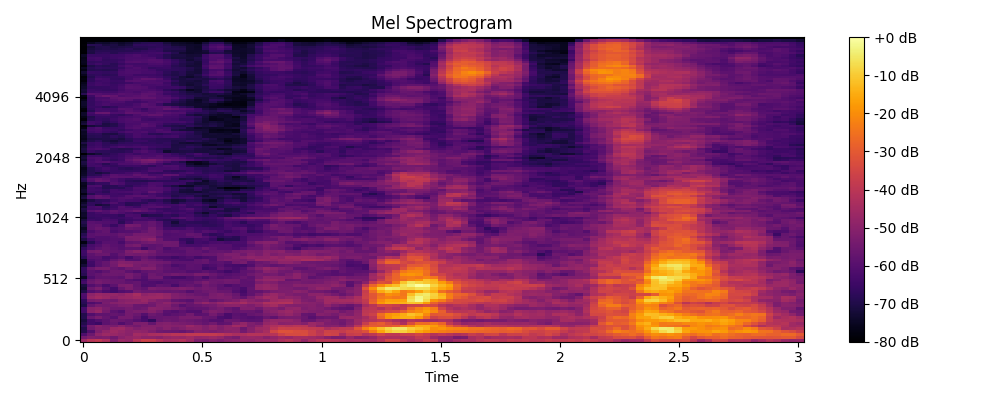 Mel Spectrogram
Hz
4096
2048
1024
512
0
0
0.5
1
1.5
2
2.5
3
Time
+0 dB
-10 dB
-20 dB
-30 dB
-40 dB
-50 dB
-60 dB
-70 dB
-80 dB